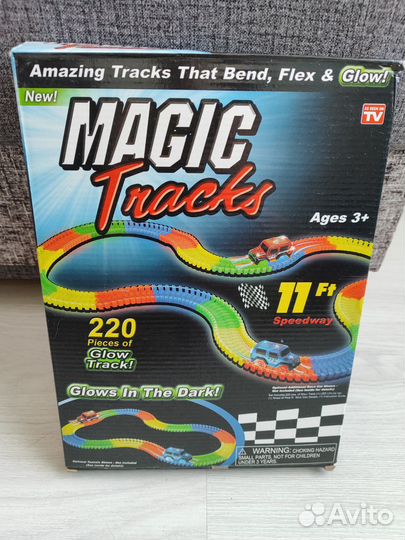 Amazing Tracks That Bend, Flex & Glow!
New!
AS SEEN ON
TV
MAGIC
Tracks
Ages 3+
11 Ft
Speedway
220
Pieces of
Glow
Track!
Glows In The Dark!
WARNING: CHOKING HAZARD
SMALL PARTS, NOT FOR CHILDREN
UNDER 3 YEARS.
Avito